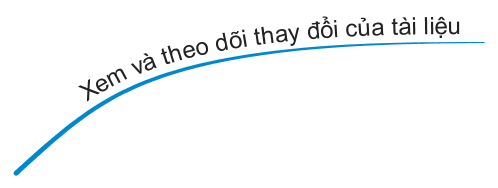 Xem và theo dõi thay đổi của tài liệu